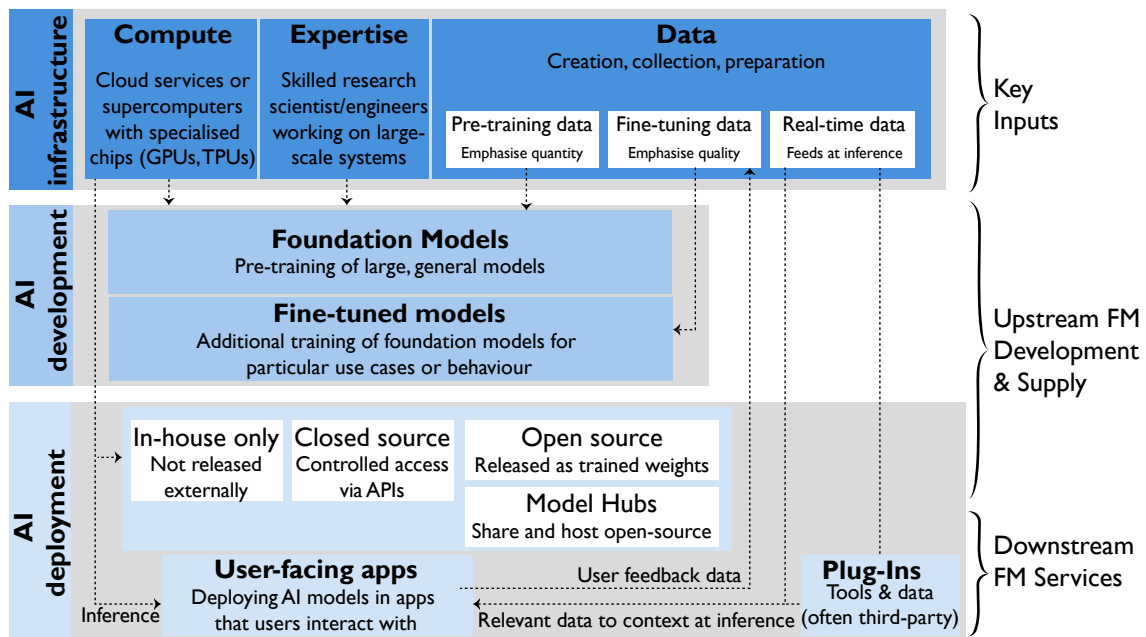 AI
infrastructure
Compute
Cloud services or
supercomputers
with specialised
chips (GPUs, TPUs)
Expertise
Skilled research
scientist/engineers
working on large-
scale systems
Data
Creation, collection, preparation
Pre-training data
Emphasise quantity
Fine-tuning data
Emphasise quality
Real-time data
Feeds at inference
Key
Inputs
AI
development
Foundation Models
Pre-training of large, general models
Fine-tuned models
Additional training of foundation models for
particular use cases or behaviour
Upstream FM
Development
& Supply
AI
deployment
In-house only
Not released
externally
Closed source
Controlled access
via APIs
Open source
Released as trained weights
Model Hubs
Share and host open-source
User-facing apps
Deploying AI models in apps
that users interact with
Inference
User feedback data
Relevant data to context at inference
Plug-Ins
Tools & data
(often third-party)
Downstream
FM Services